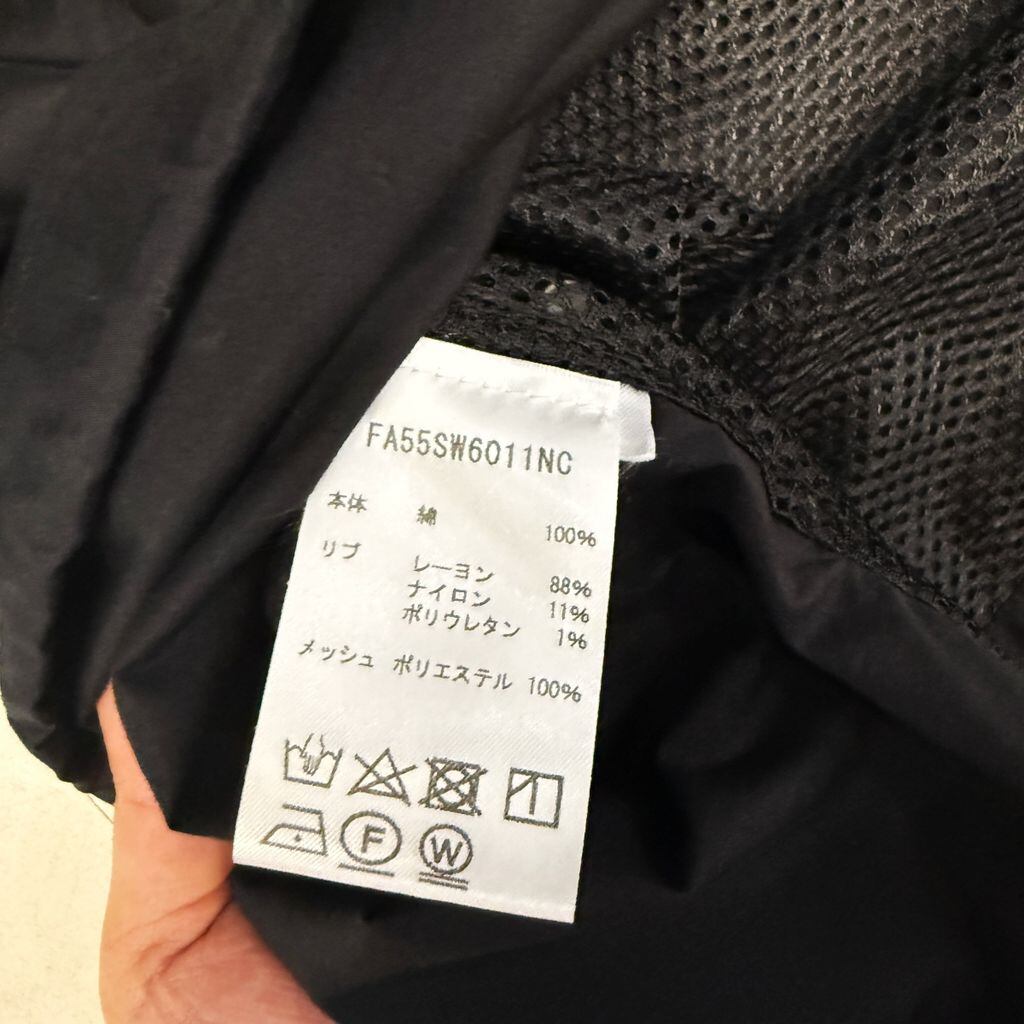 FA55SW6011NC
本体 綿 100%
リブ レーヨン 88%
ナイロン 11%
ポリウレタン 1%
メッシュ ポリエステル 100%
F W